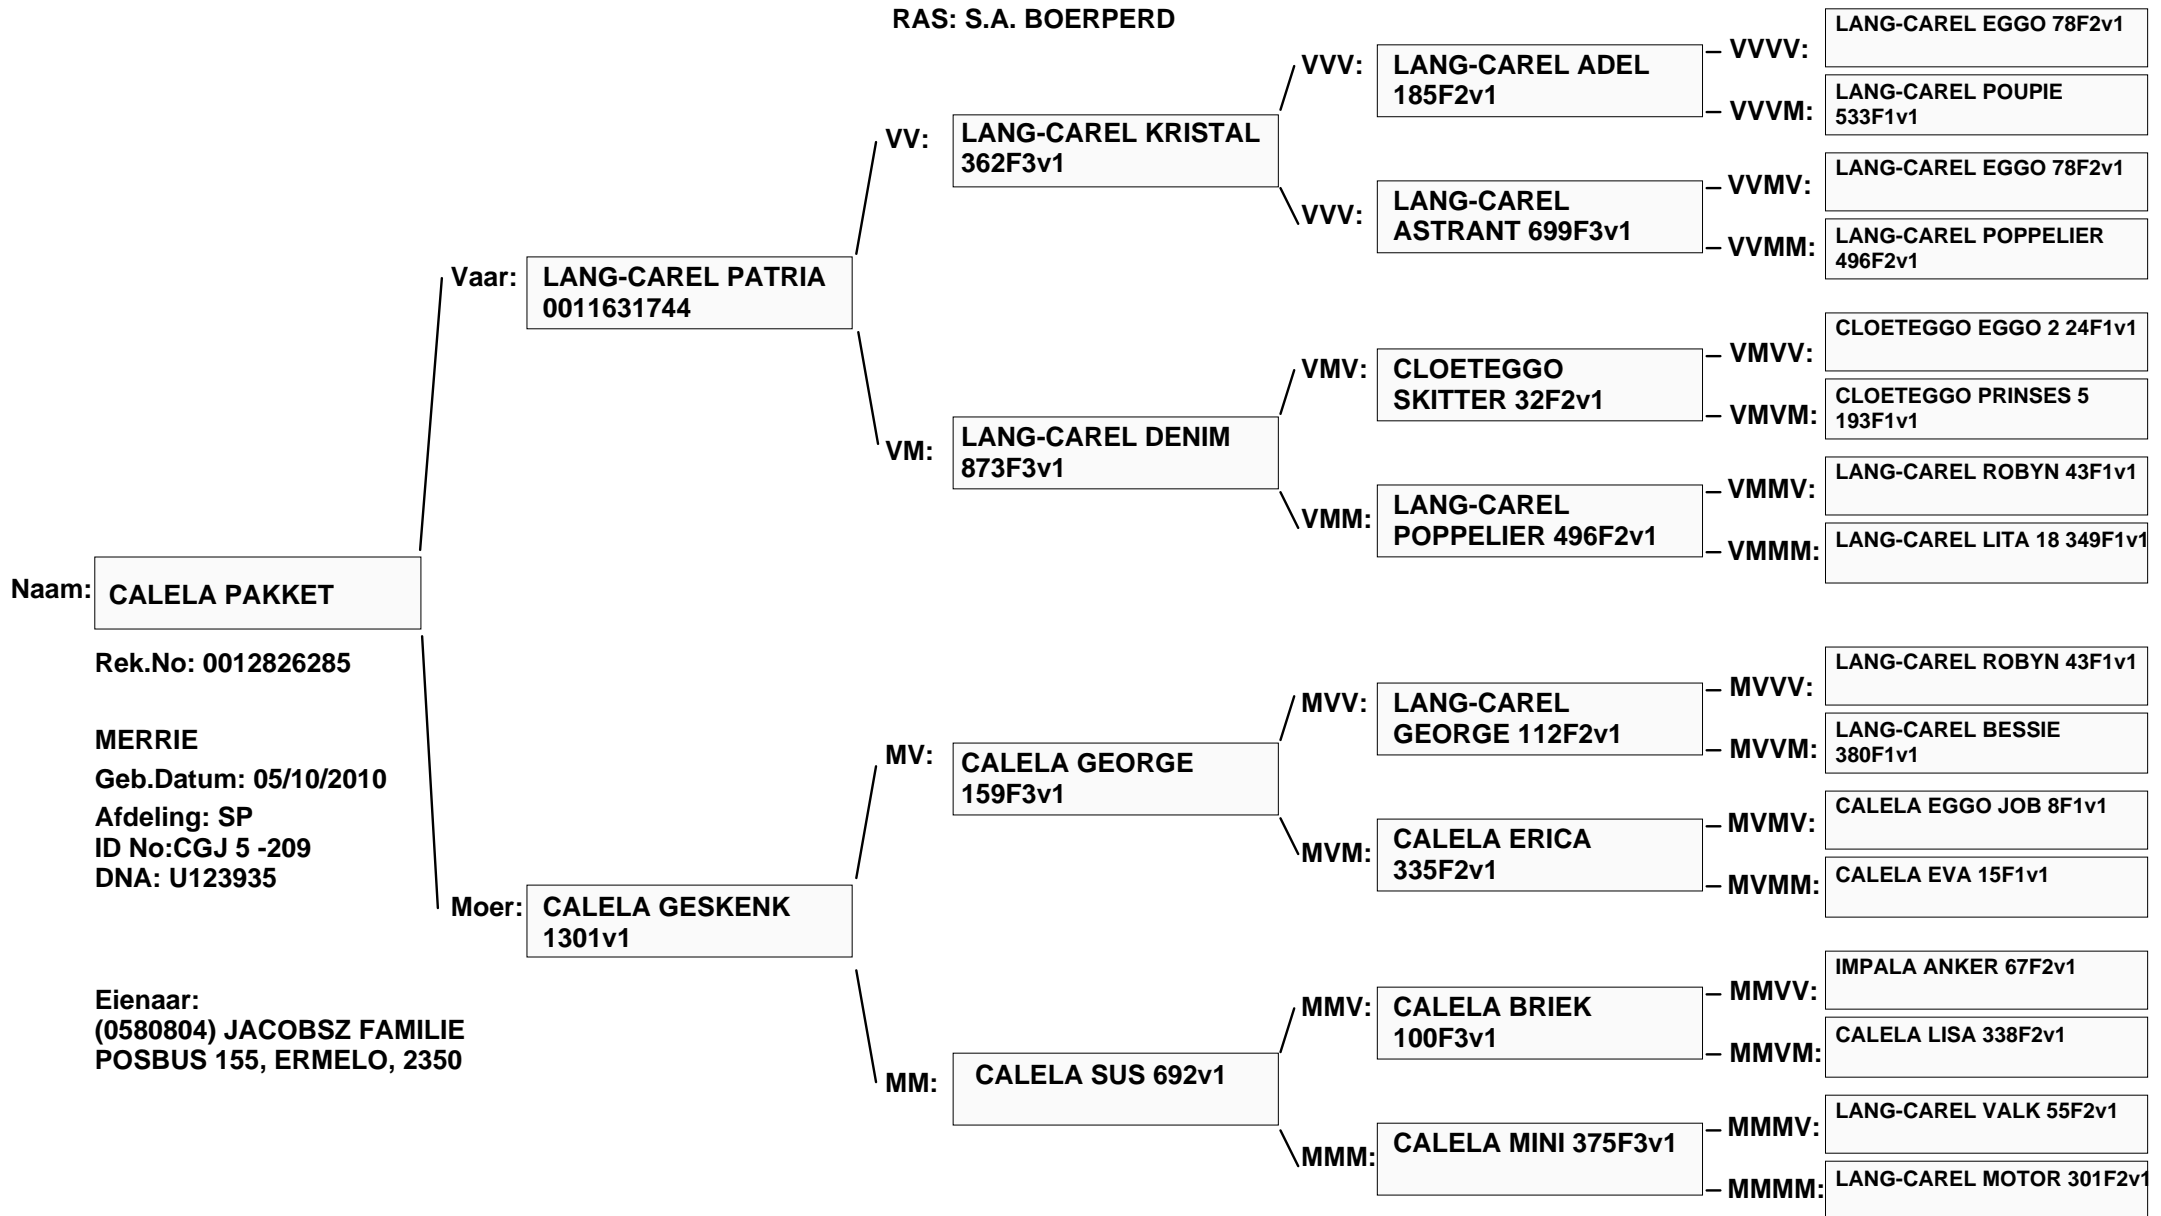 RAS: S.A. BOERPERD
Naam:
CALELA PAKKET
Rek.No: 0012826285
MERRIE
Geb.Datum: 05/10/2010
Afdeling: SP
ID No:CGJ 5 -209
DNA: U123935
Eienaar:
(0580804) JACOBSZ FAMILIE
POSBUS 155, ERMELO, 2350
Vaar:
LANG-CAREL PATRIA
0011631744
Moer:
CALELA GESKENK
1301v1
VV:
LANG-CAREL KRISTAL
362F3v1
VM:
LANG-CAREL DENIM
873F3v1
MV:
CALELA GEORGE
159F3v1
MM:
CALELA SUS 692v1
VVV:
LANG-CAREL ADEL
185F2v1
VVV:
LANG-CAREL
ASTRANT 699F3v1
VMV:
CLOETEGGO
SKITTER 32F2v1
VMM:
LANG-CAREL
POPPELIER 496F2v1
MVV:
LANG-CAREL
GEORGE 112F2v1
MVM:
CALELA ERICA
335F2v1
MMV:
CALELA BRIEK
100F3v1
MMM:
CALELA MINI 375F3v1
VVVV:
LANG-CAREL EGGO 78F2v1
VVVM:
LANG-CAREL POUPIE
533F1v1
VVMV:
LANG-CAREL EGGO 78F2v1
VVMM:
LANG-CAREL POPPELIER
496F2v1
VMVV:
CLOETEGGO EGGO 2 24F1v1
VMVM:
CLOETEGGO PRINSES 5
193F1v1
VMMV:
LANG-CAREL ROBYN 43F1v1
VMMM:
LANG-CAREL LITA 18 349F1v1
MVVV:
LANG-CAREL ROBYN 43F1v1
MVVM:
LANG-CAREL BESSIE
380F1v1
MVMV:
CALELA EGGO JOB 8F1v1
MVMM:
CALELA EVA 15F1v1
MMVV:
IMPALA ANKER 67F2v1
MMVM:
CALELA LISA 338F2v1
MMMV:
LANG-CAREL VALK 55F2v1
MMMM:
LANG-CAREL MOTOR 301F2v1